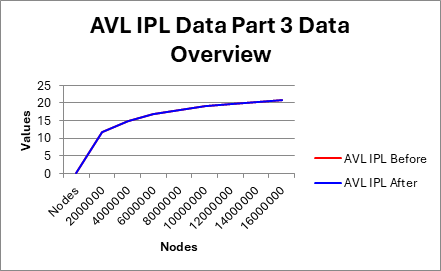 AVL IPL Data Part 3 Data
Overview
25
20
15
10
5
0
Values
Nodes
2000000
4000000
6000000
8000000
10000000
12000000
14000000
16000000
Nodes
AVL IPL Before
AVL IPL After